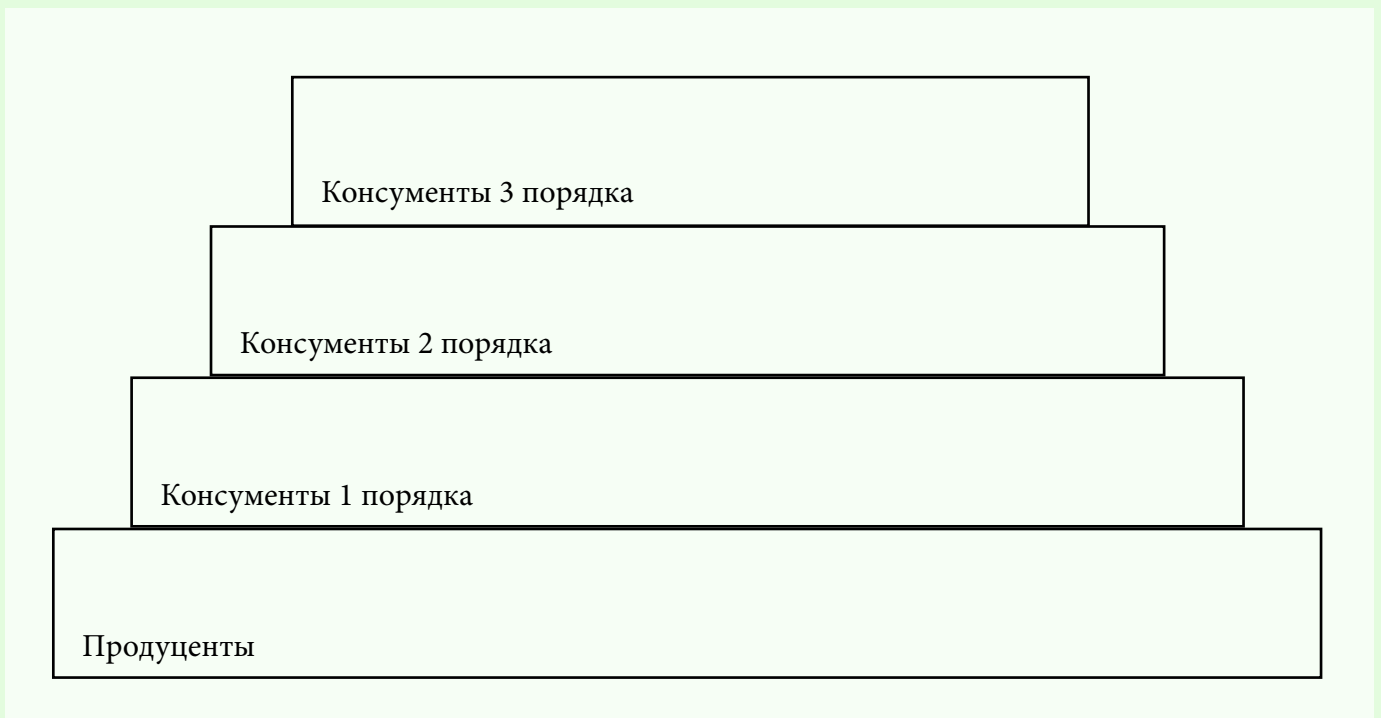 Консументы 3 порядка
Консументы 2 порядка
Консументы 1 порядка
Продуценты